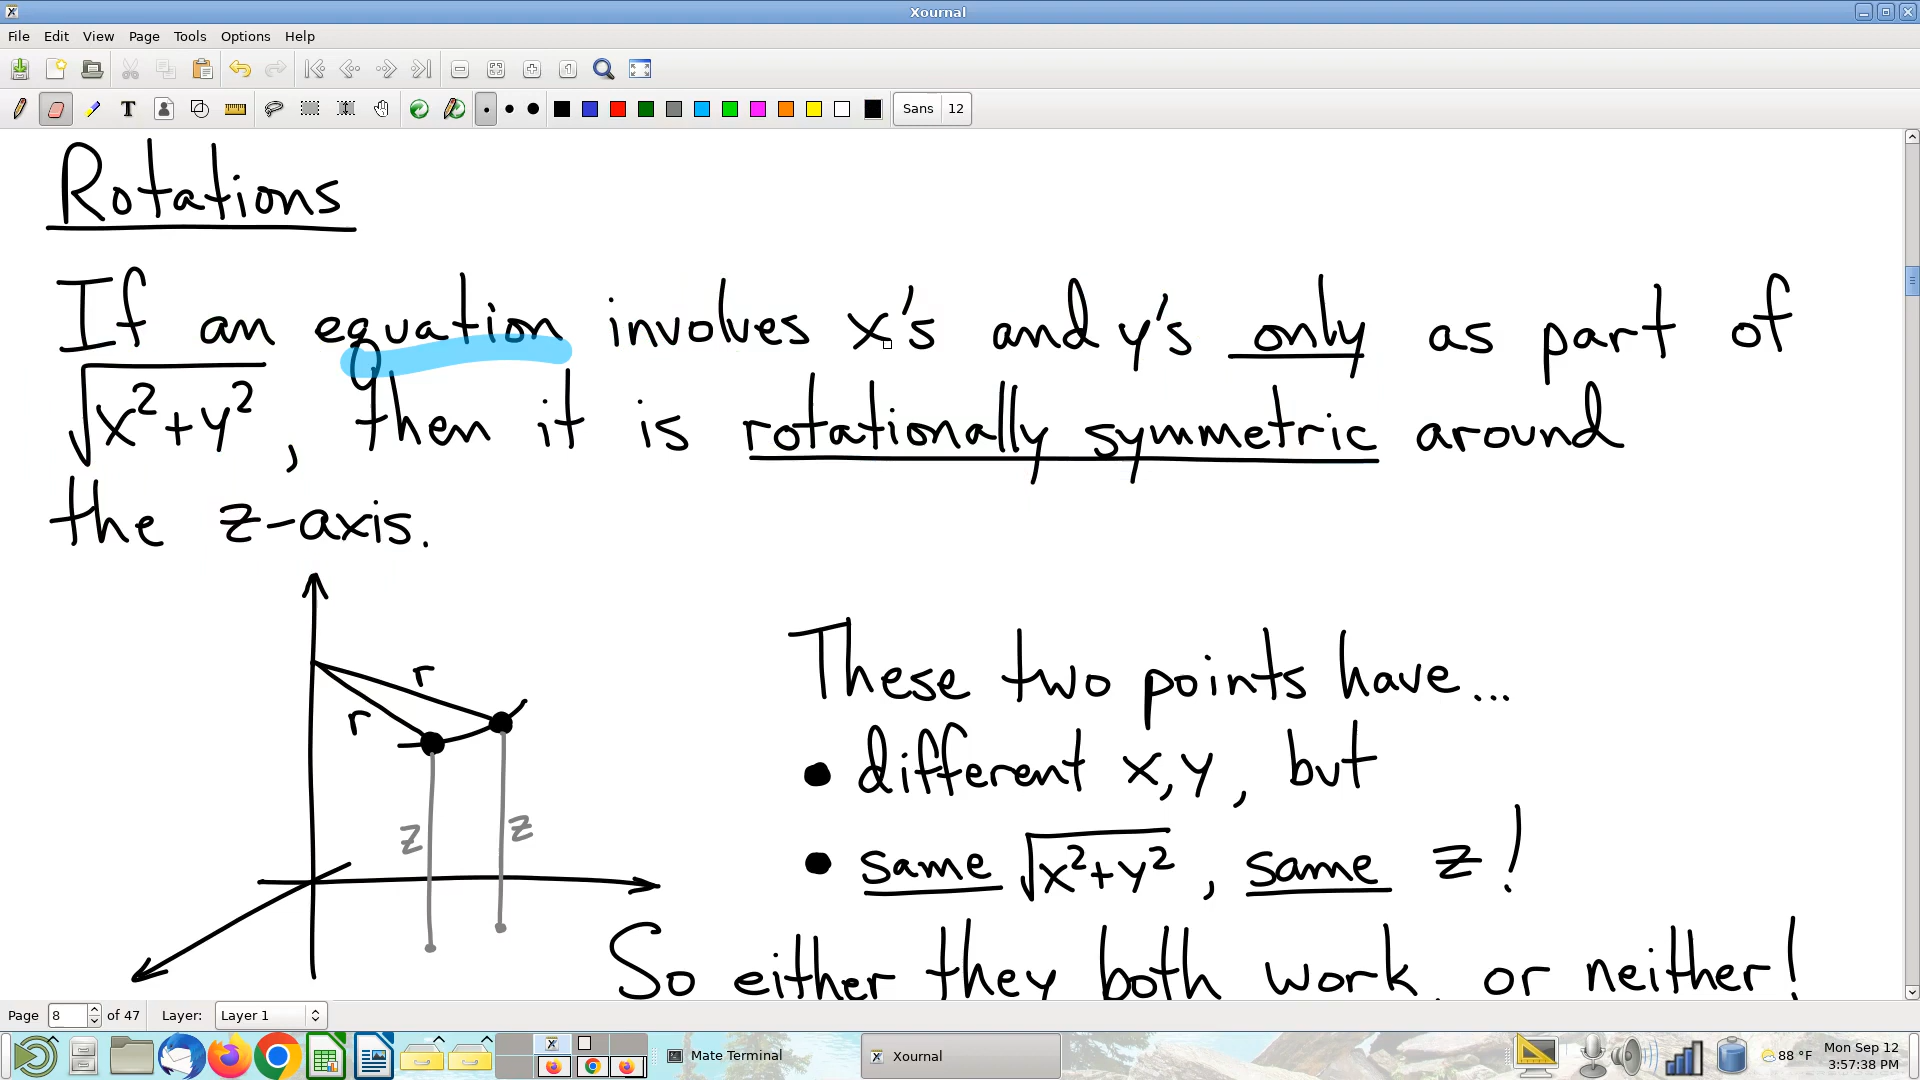 Xournal
File Edit View Page Tools Options Help
Sans 12
Rotations
If an equation involves x's and y's only as part of
√x²+y², then it is rotationally symmetric around
the z-axis.
r
r
z
z
These two points have...
• different x,y, but
• same √x²+y², same z!
So either they both work, or neither!
Page 8 of 47 Layer: Layer 1
Mate Terminal
Xournal
88 °F
Mon Sep 12
3:57:38 PM